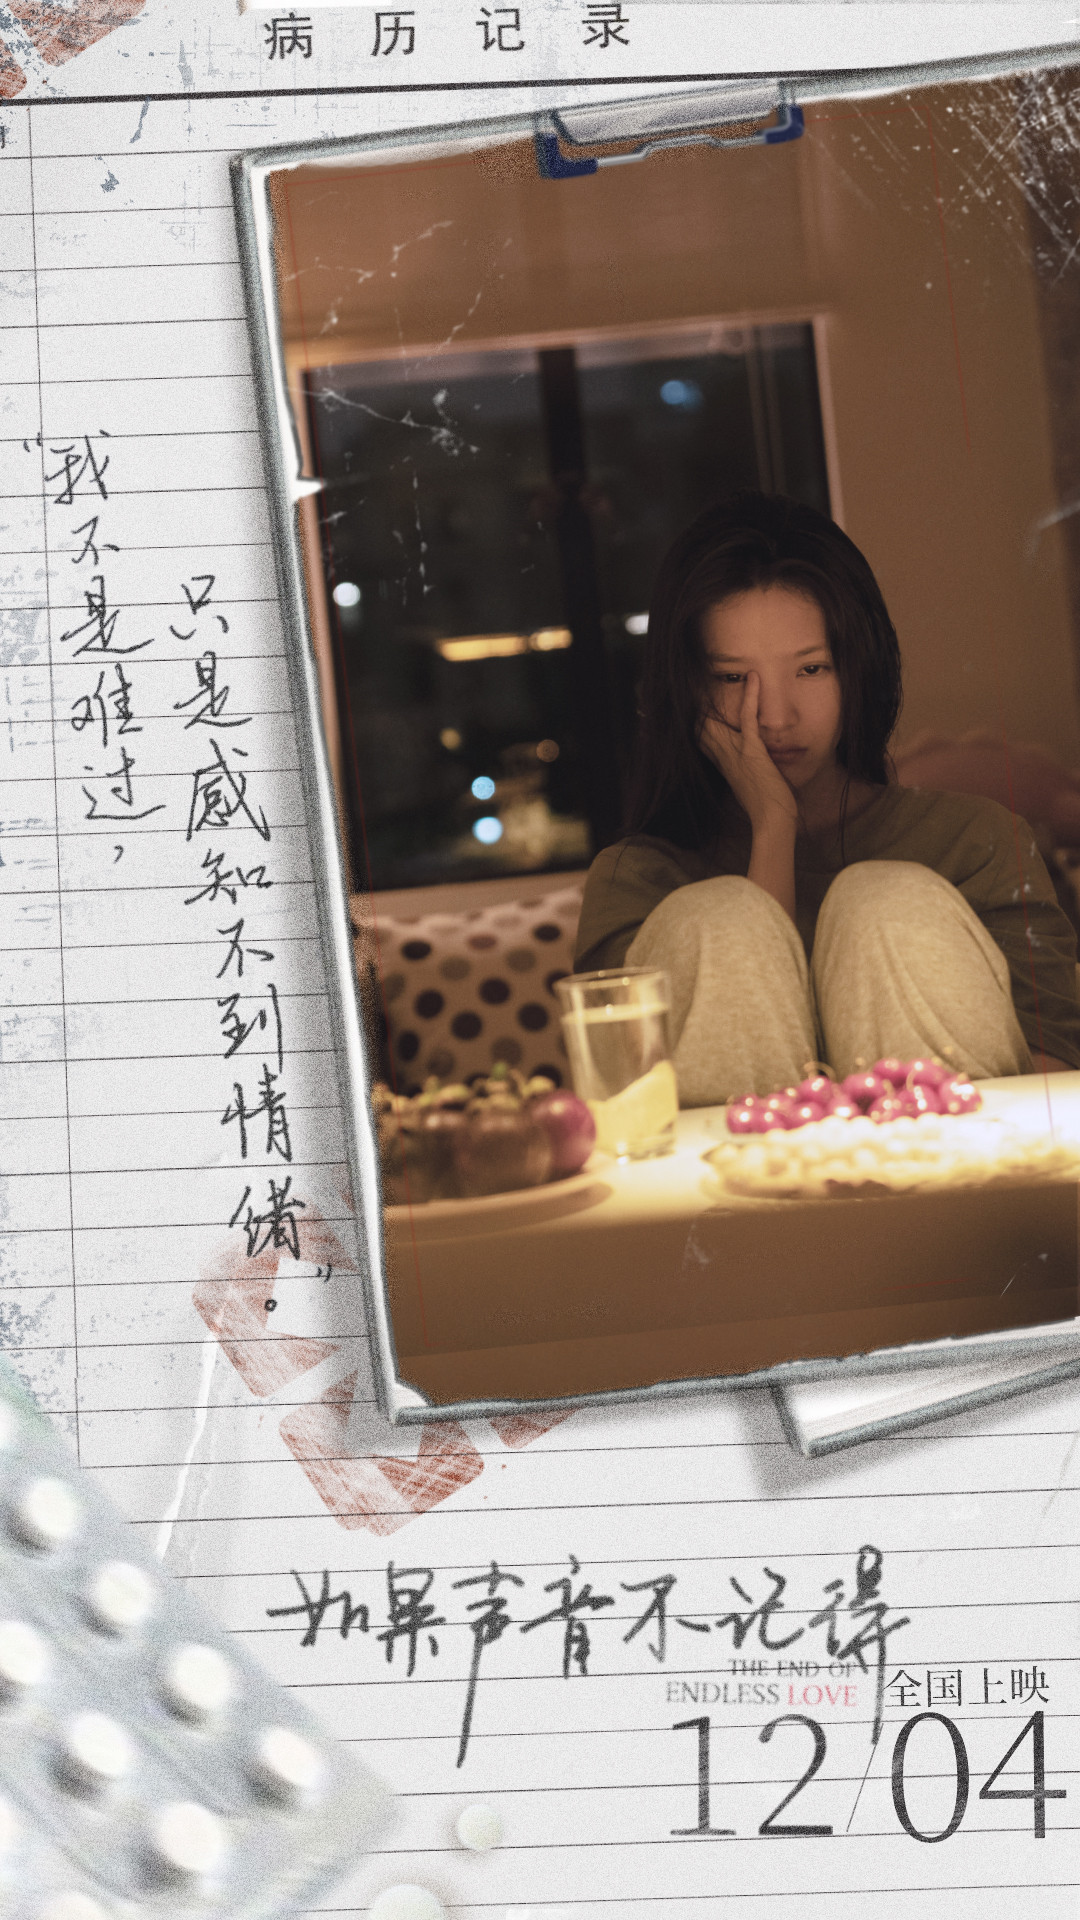 病历记录
“我不是难过，
只是感知不到情绪”。
如果声音不记得
THE END OF
ENDLESS LOVE
全国上映
12/04